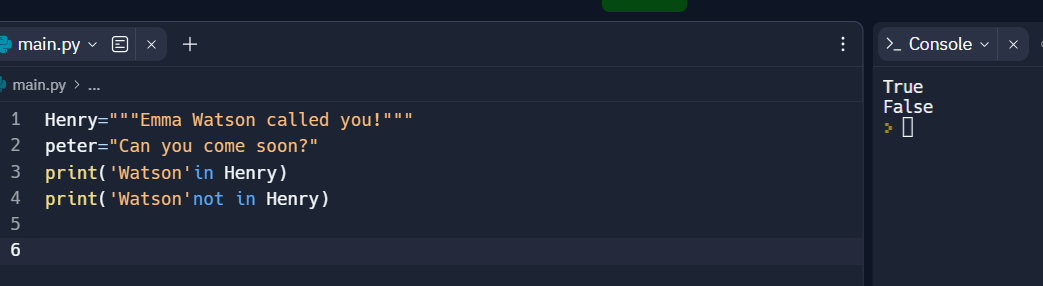 main.py
main.py > ...
1 Henry="""Emma Watson called you!"""
2 peter="Can you come soon?"
3 print('Watson'in Henry)
4 print('Watson'not in Henry)
5
6
Console
True
False